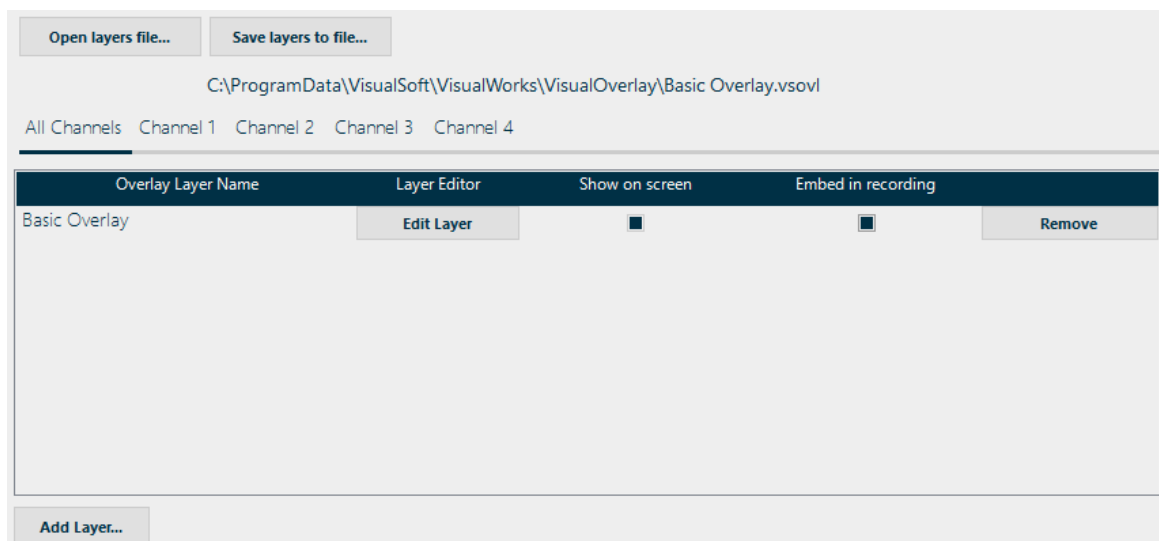 Open layers file... Save layers to file...
C:\ProgramData\VisualSoft\VisualWorks\VisualOverlay\Basic Overlay.vsovl
All Channels Channel 1 Channel 2 Channel 3 Channel 4
Overlay Layer Name Layer Editor Show on screen Embed in recording
Basic Overlay Edit Layer Remove
Add Layer...